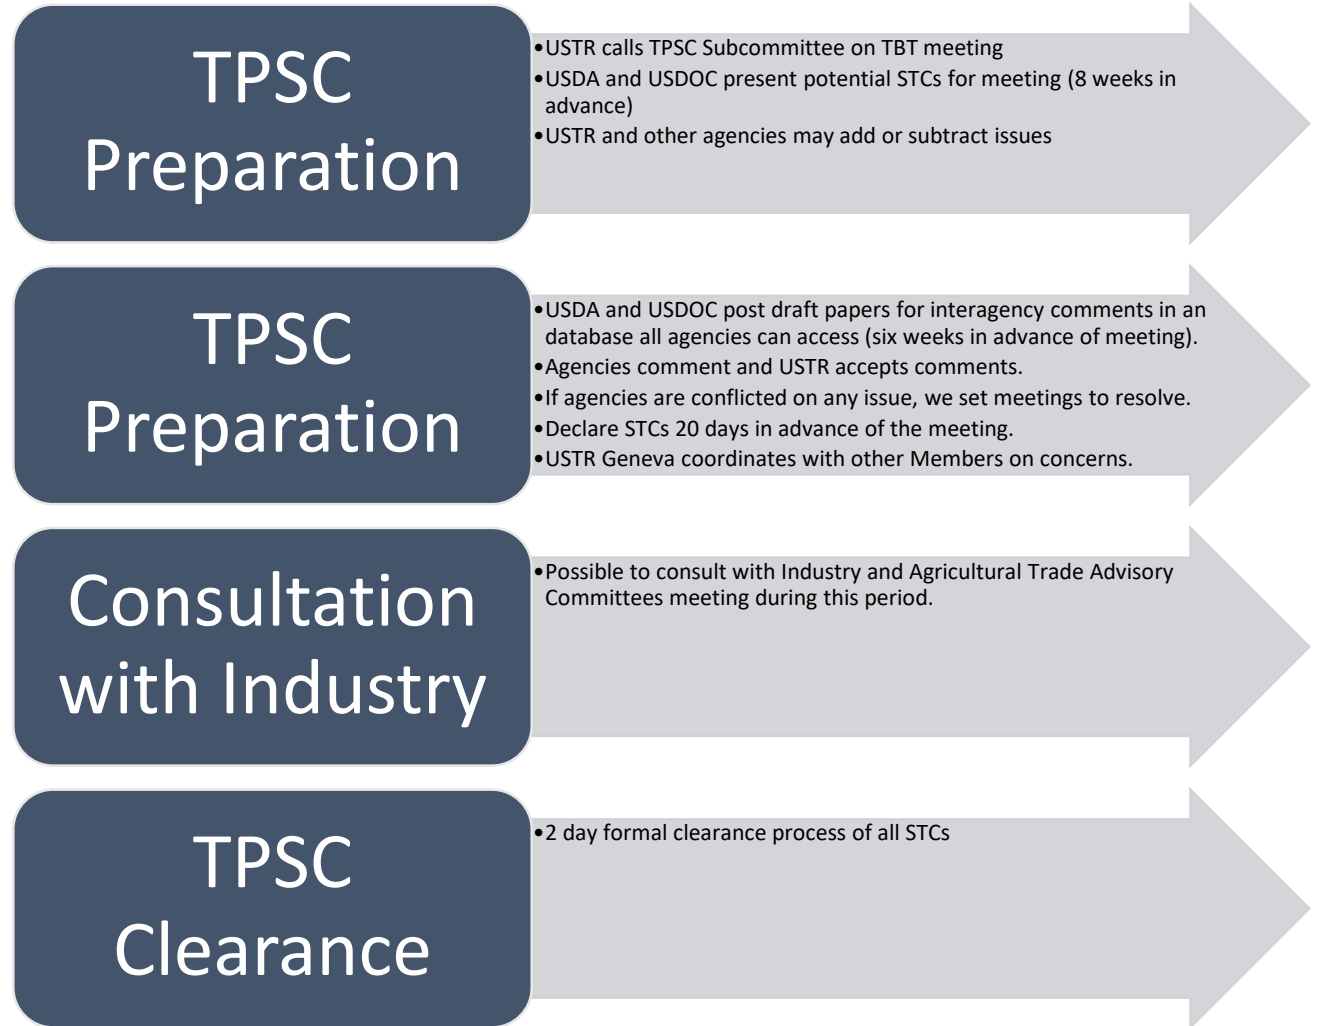 TPSC
Preparation
•USTR calls TPSC Subcommittee on TBT meeting
•USDA and USDOC present potential STCs for meeting (8 weeks in
advance)
•USTR and other agencies may add or subtract issues
TPSC
Preparation
•USDA and USDOC post draft papers for interagency comments in an
database all agencies can access (six weeks in advance of meeting).
•Agencies comment and USTR accepts comments.
•If agencies are conflicted on any issue, we set meetings to resolve.
•Declare STCs 20 days in advance of the meeting.
•USTR Geneva coordinates with other Members on concerns.
Consultation
with Industry
•Possible to consult with Industry and Agricultural Trade Advisory
Committees meeting during this period.
TPSC
Clearance
•2 day formal clearance process of all STCs